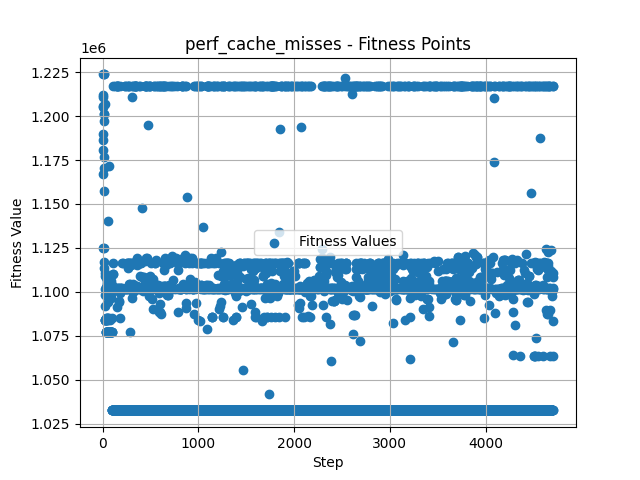 perf_cache_misses - Fitness Points
1e6
1.225
1.200
1.175
1.150
1.125
1.100
1.075
1.050
1.025
Fitness Value
Fitness Values
0
1000
2000
3000
4000
Step